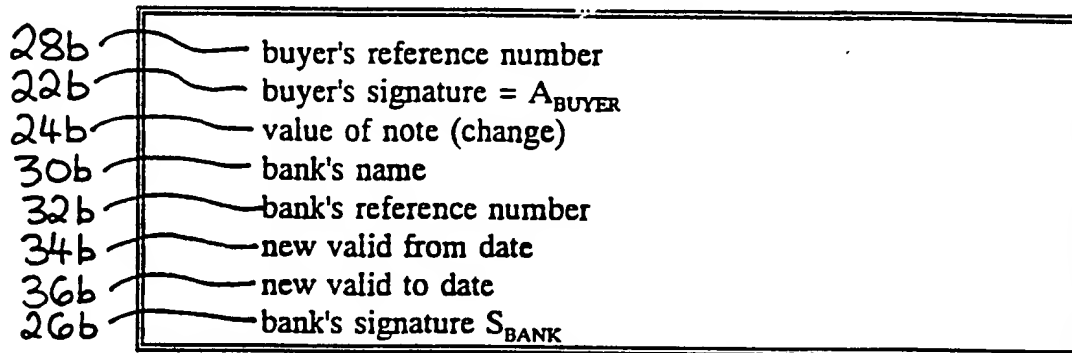 28b buyer's reference number
22b buyer's signature = A_BUYER
24b value of note (change)
30b bank's name
32b bank's reference number
34b new valid from date
36b new valid to date
26b bank's signature S_BANK